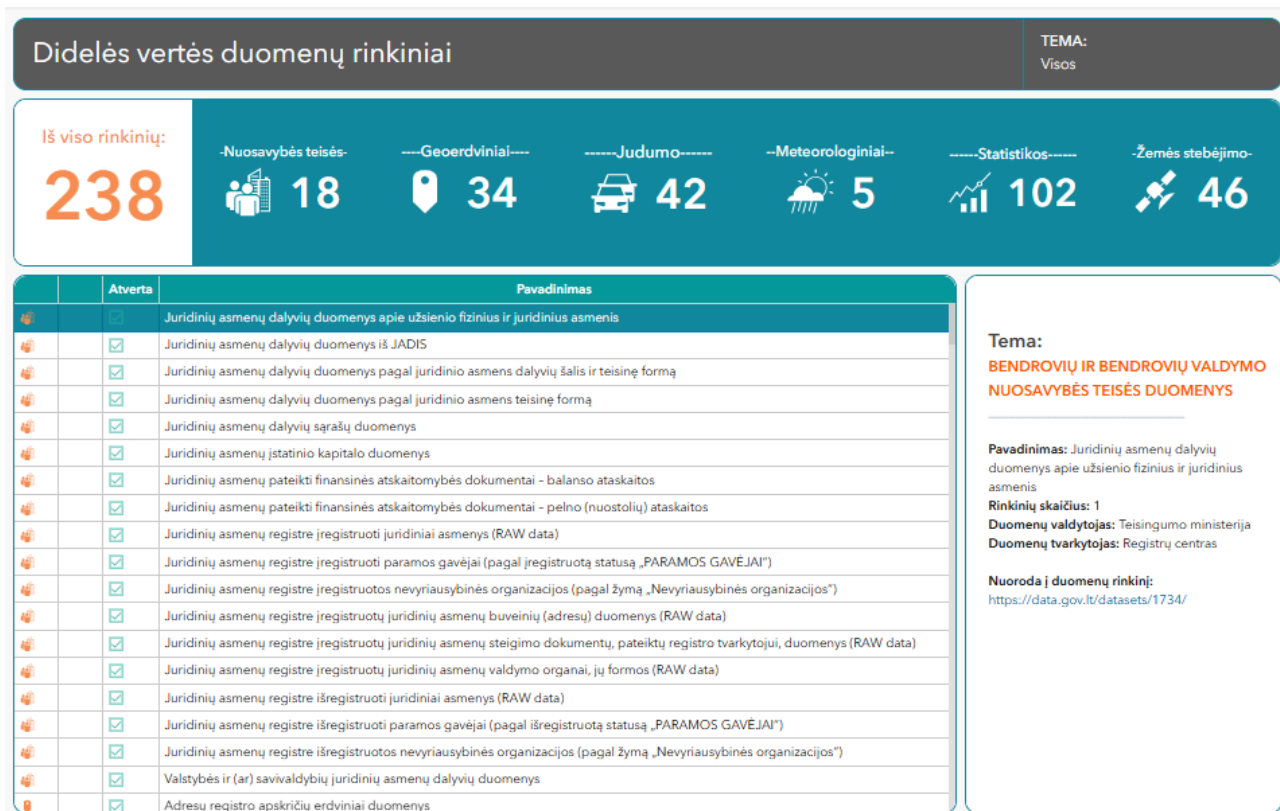 Didelės vertės duomenų rinkiniai
TEMA:
Visos
Iš viso rinkinių:
238
-Nuosavybės teisės-
18
----Geoerdviniai----
34
------Judumo------
42
--Meteorologiniai--
5
------Statistikos------
102
-Žemės stebėjimo-
46
Atverta Pavadinimas
Juridinių asmenų dalyvių duomenys apie užsienio fizinius ir juridinius asmenis
Juridinių asmenų dalyvių duomenys iš JADIS
Juridinių asmenų dalyvių duomenys pagal juridinio asmens dalyvių šalis ir teisinę formą
Juridinių asmenų dalyvių duomenys pagal juridinio asmens teisinę formą
Juridinių asmenų dalyvių sąrašų duomenys
Juridinių asmenų įstatinio kapitalo duomenys
Juridinių asmenų pateikti finansinės atskaitomybės dokumentai - balanso ataskaitos
Juridinių asmenų pateikti finansinės atskaitomybės dokumentai - pelno (nuostolių) ataskaitos
Juridinių asmenų registre įregistruoti juridiniai asmenys (RAW data)
Juridinių asmenų registre įregistruoti paramos gavėjai (pagal įregistruotą statusą „PARAMOS GAVĖJAI")
Juridinių asmenų registre įregistruotos nevyriausybinės organizacijos (pagal žymą „Nevyriausybinės organizacijos")
Juridinių asmenų registre įregistruotų juridinių asmenų buveinių (adresų) duomenys (RAW data)
Juridinių asmenų registre įregistruotų juridinių asmenų steigimo dokumentų, pateiktų registro tvarkytojui, duomenys (RAW data)
Juridinių asmenų registre įregistruotų juridinių asmenų valdymo organai, jų formos (RAW data)
Juridinių asmenų registre išregistruoti juridiniai asmenys (RAW data)
Juridinių asmenų registre išregistruoti paramos gavėjai (pagal išregistruotą statusą „PARAMOS GAVĖJAI")
Juridinių asmenų registre išregistruotos nevyriausybinės organizacijos (pagal žymą „Nevyriausybinės organizacijos")
Valstybės ir (ar) savivaldybių juridinių asmenų dalyvių duomenys
Adresų registro apskričių erdviniai duomenys
Tema:
BENDROVIŲ IR BENDROVIŲ VALDYMO
NUOSAVYBĖS TEISĖS DUOMENYS
Pavadinimas: Juridinių asmenų dalyvių
duomenys apie užsienio fizinius ir juridinius
asmenis
Rinkinių skaičius: 1
Duomenų valdytojas: Teisingumo ministerija
Duomenų tvarkytojas: Registrų centras
Nuoroda į duomenų rinkinį:
https://data.gov.lt/datasets/1734/